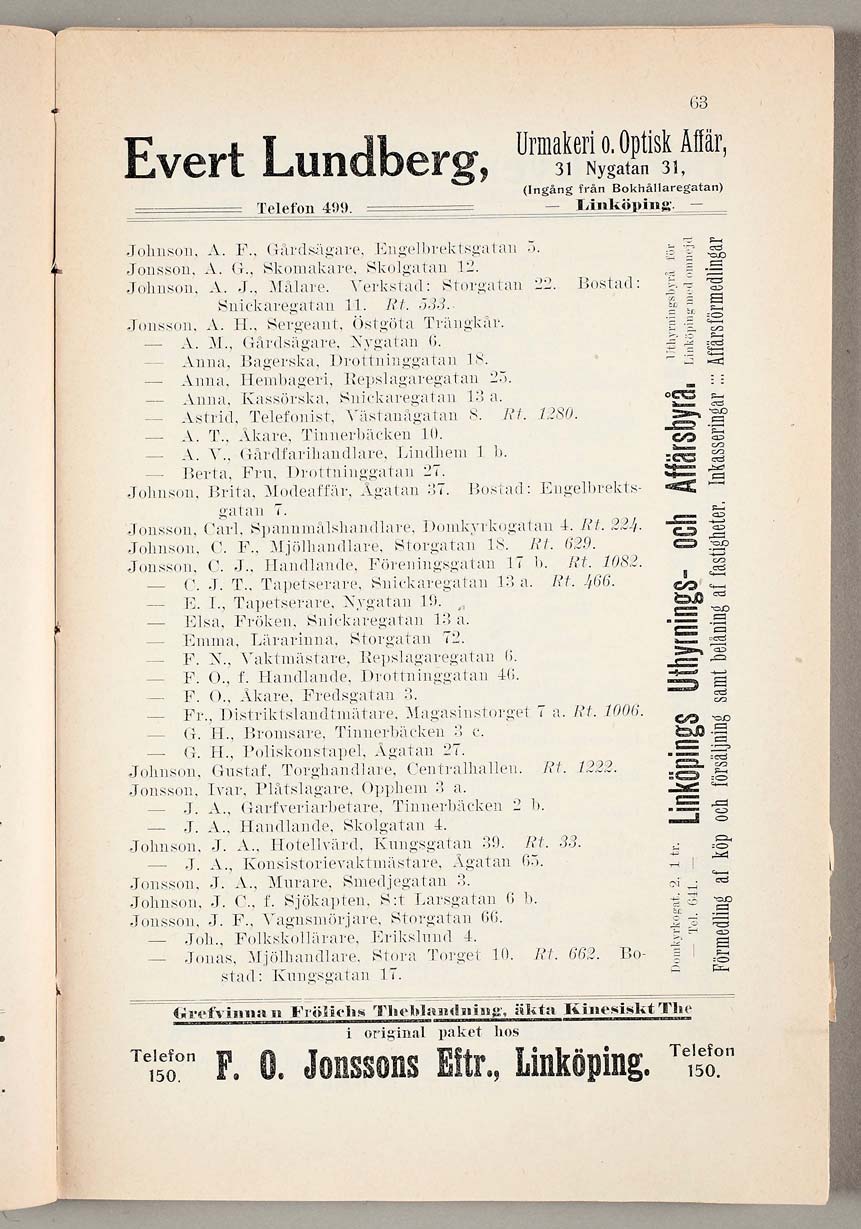 63
Evert Lundberg,
Telefon 499.
Urmakeri o. Optisk Affär,
31 Nygatan 31,
(Ingång från Bokhållaregatan)
— Linköping. —
Johnson, A. F., Gårdsägare, Engelbrektsgatan 5.
Jonsson, A. G., Skomakare, Skolgatan 12.
Johnson, A. J., Målare. Verkstad: Storgatan 22. Bostad:
Snickaregatan 11. Rt. 533.
Jonsson, A. H., Sergeant, Östgöta Trängkår.
— A. M., Gårdsägare, Nygatan 6.
— Anna, Bagerska, Drottninggatan 18.
— Anna, Hembageri, Repslagaregatan 25.
— Anna, Kassörska, Snickaregatan 13 a.
— Astrid, Telefonist, Västanågatan 8. Rt. 1280.
— A. T., Åkare, Tinnerbäcken 10.
— A. V., Gårdfarihandlare, Lindhem 1 b.
— Berta, Fru, Drottninggatan 27.
Johnson, Brita, Modeaffär, Ågatan 37. Bostad: Engelbrekts-
gatan 7.
Jonsson, Carl, Spannmålshandlare, Domkyrkogatan 4. Rt. 224.
Johnson, C. F., Mjölhandlare, Storgatan 18. Rt. 629.
Jonsson, C. J., Handlande, Föreningsgatan 17 b. Rt. 1082.
— C. J. T., Tapetserare, Snickaregatan 13 a. Rt. 466.
— E. I., Tapetserare, Nygatan 19.
— Elsa, Fröken, Snickaregatan 13 a.
— Emma, Lärarinna, Storgatan 72.
— F. N., Vaktmästare, Repslagaregatan 6.
— F. O., f. Handlande, Drottninggatan 46.
— F. O., Åkare, Fredsgatan 3.
— Fr., Distriktslandtmätare, Magasinstorget 7 a. Rt. 1006.
— G. H., Bromsare, Tinnerbäcken 3 c.
— G. H., Poliskonstapel, Ågatan 27.
Johnson, Gustaf, Torghandlare, Centralhallen. Rt. 1222.
Jonsson, Ivar, Plåtslagare, Opphem 3 a.
— J. A., Garfveriarbetare, Tinnerbäcken 2 b.
— J. A., Handlande, Skolgatan 4.
Johnson, J. A., Hotellvärd, Kungsgatan 39. Rt. 33.
— J. A., Konsistorievaktmästare, Ågatan 65.
Jonsson, J. A., Murare, Smedjegatan 3.
Johnson, J. C., f. Sjökapten, S:t Larsgatan 6 b.
Jonsson, J. F., Vagnsmörjare, Storgatan 66.
— Joh., Folkskollärare, Erikslund 4.
— Jonas, Mjölhandlare, Stora Torget 10. Rt. 662. Bo-
stad: Kungsgatan 17.
Domkyrkogat. 2, 1 tr.
— Tel. 641. —
Linköpings Uthyrnings- och Affärsbyrå.
Uthyrningsbyrå för
Linköping med omnejd
Förmedling af köp och försäljning samt belåning af fastigheter. Inkasseringar ::: Affärsförmedlingar
Grefvinnan Frölichs Theblandning, äkta Kinesiskt The
i original paket hos
Telefon
150.
F. O. Jonssons Eftr., Linköping.
Telefon
150.